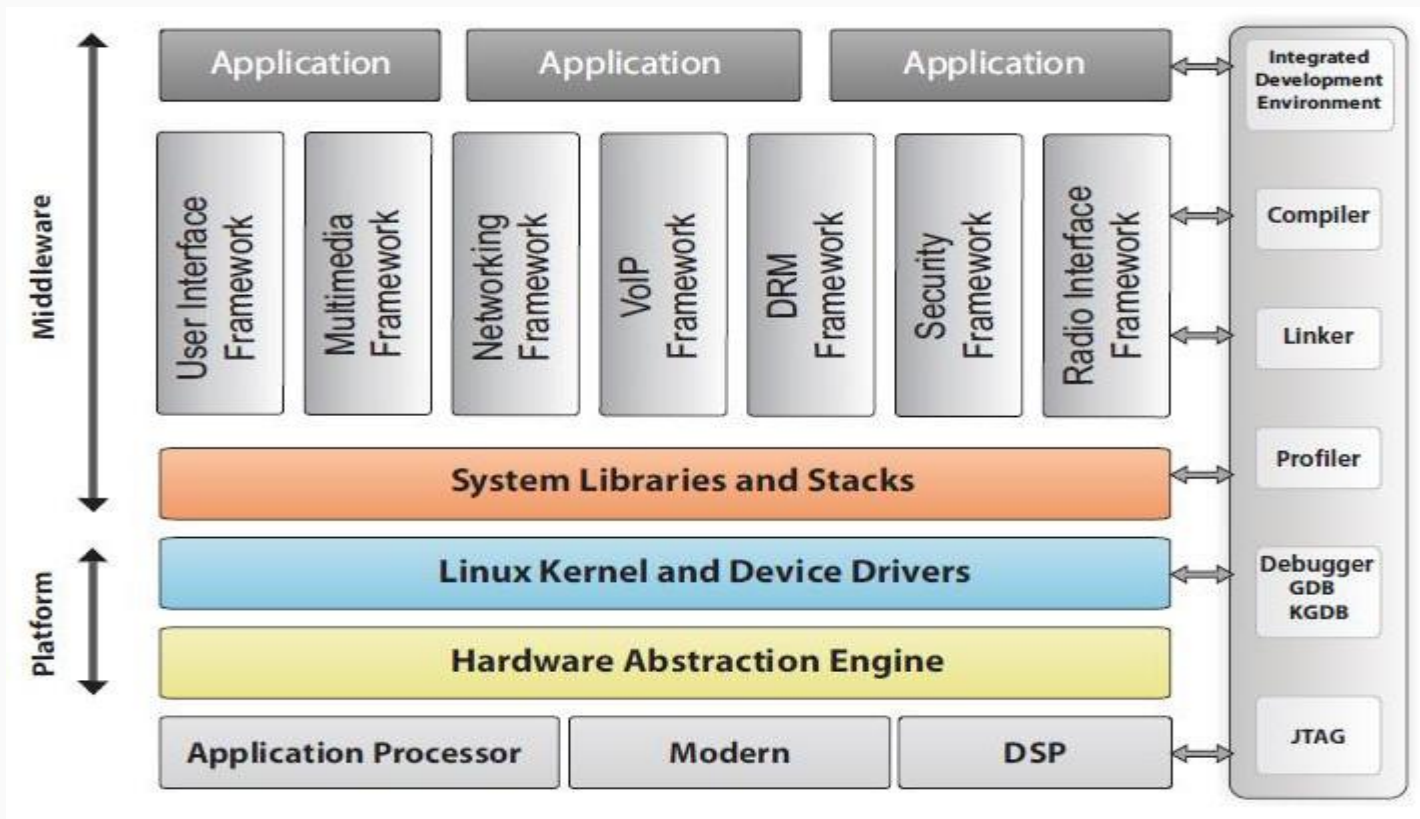 Application
Application
Application
Integrated
Development
Environment
Middleware
User Interface
Framework
Multimedia
Framework
Networking
Framework
VoIP
Framework
DRM
Framework
Security
Framework
Radio Interface
Framework
Compiler
Linker
System Libraries and Stacks
Profiler
Platform
Linux Kernel and Device Drivers
Debugger
GDB
KGDB
Hardware Abstraction Engine
Application Processor
Modern
DSP
JTAG